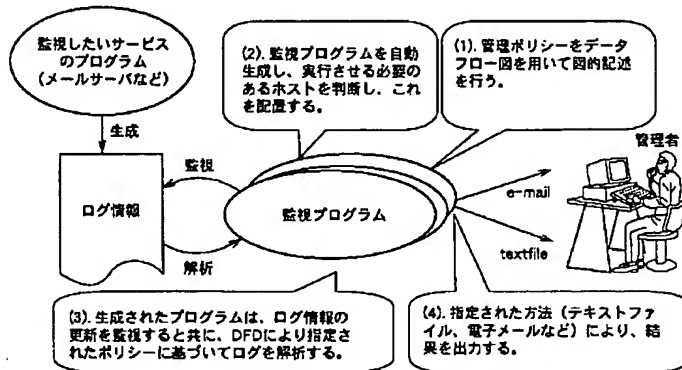 監視したいサービス
のプログラム
(メールサーバなど)
(2). 監視プログラムを自動
生成し、実行させる必要の
あるホストを判断し、これ
を配置する。
(1). 管理ポリシーをデータ
フロー図を用いて図的記述
を行う。
生成
管理者
監視
ログ情報
監視プログラム
e-mail
解析
textfile
(3). 生成されたプログラムは、ログ情報の
更新を監視すると共に、DFDにより指定さ
れたポリシーに基づいてログを解析する。
(4). 指定された方法(テキストファ
イル、電子メールなど)により、結
果を出力する。